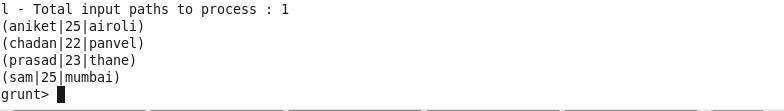 l - Total input paths to process : 1
(aniket|25|airoli)
(chadan|22|panvel)
(prasad|23|thane)
(sam|25|mumbai)
grunt>